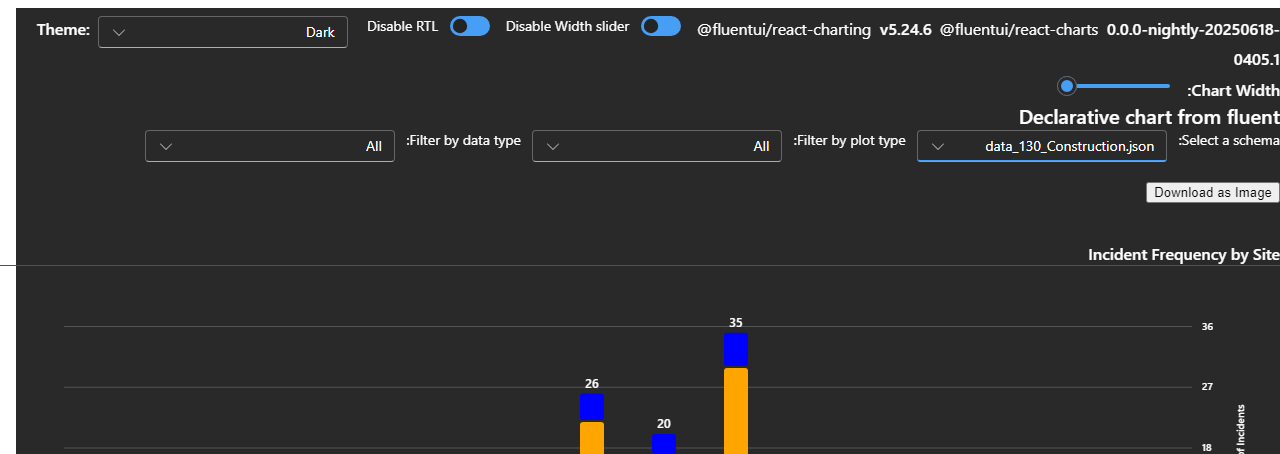 Theme: Dark Disable RTL Disable Width slider @fluentui/react-charting v5.24.6 @fluentui/react-charts 0.0.0-nightly-20250618-
0405.1
:Chart Width
Declarative chart from fluent
:Select a schema data_130_Construction.json :Filter by plot type All :Filter by data type All
Download as Image
Incident Frequency by Site
35
36
26
27
20
18
of Incidents